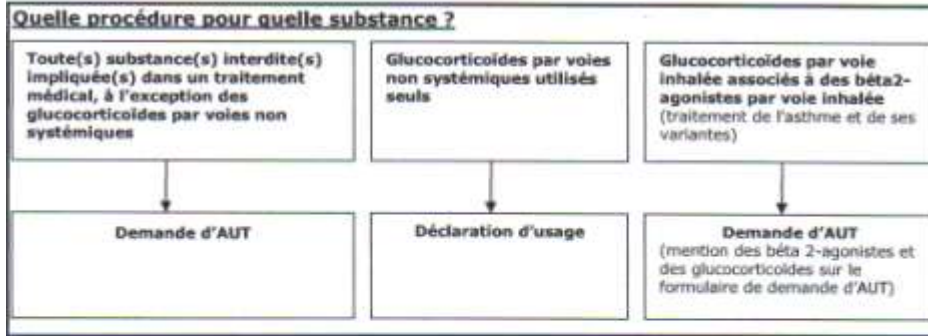 Quelle procédure pour quelle substance ?
Toute(s) substance(s) interdite(s)
impliquée(s) dans un traitement
médical, à l'exception des
glucocorticoïdes par voies non
systémiques
Glucocorticoïdes par voies
non systémiques utilisés
seuls
Glucocorticoïdes par voie
inhalée associés à des béta2-
agonistes par voie inhalée
(traitement de l'asthme et de ses
variantes)
Demande d'AUT
Déclaration d'usage
Demande d'AUT
(mention des béta 2-agonistes et
des glucocorticoïdes sur le
formulaire de demande d'AUT)